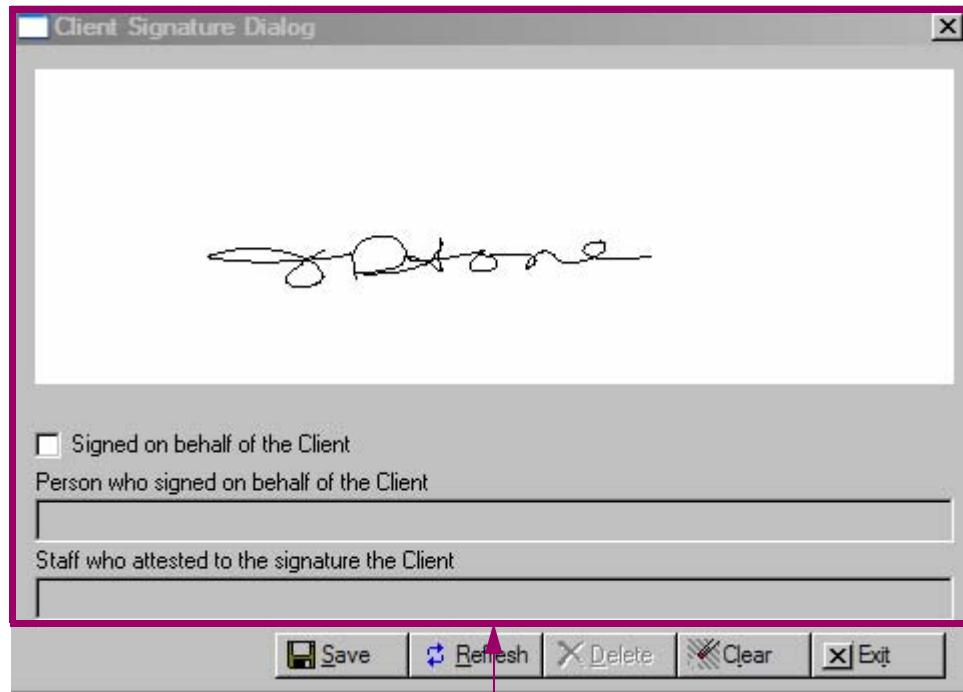 Client Signature Dialog
Signed on behalf of the Client
Person who signed on behalf of the Client
Staff who attested to the signature the Client
Save Refresh Delete Clear Exit